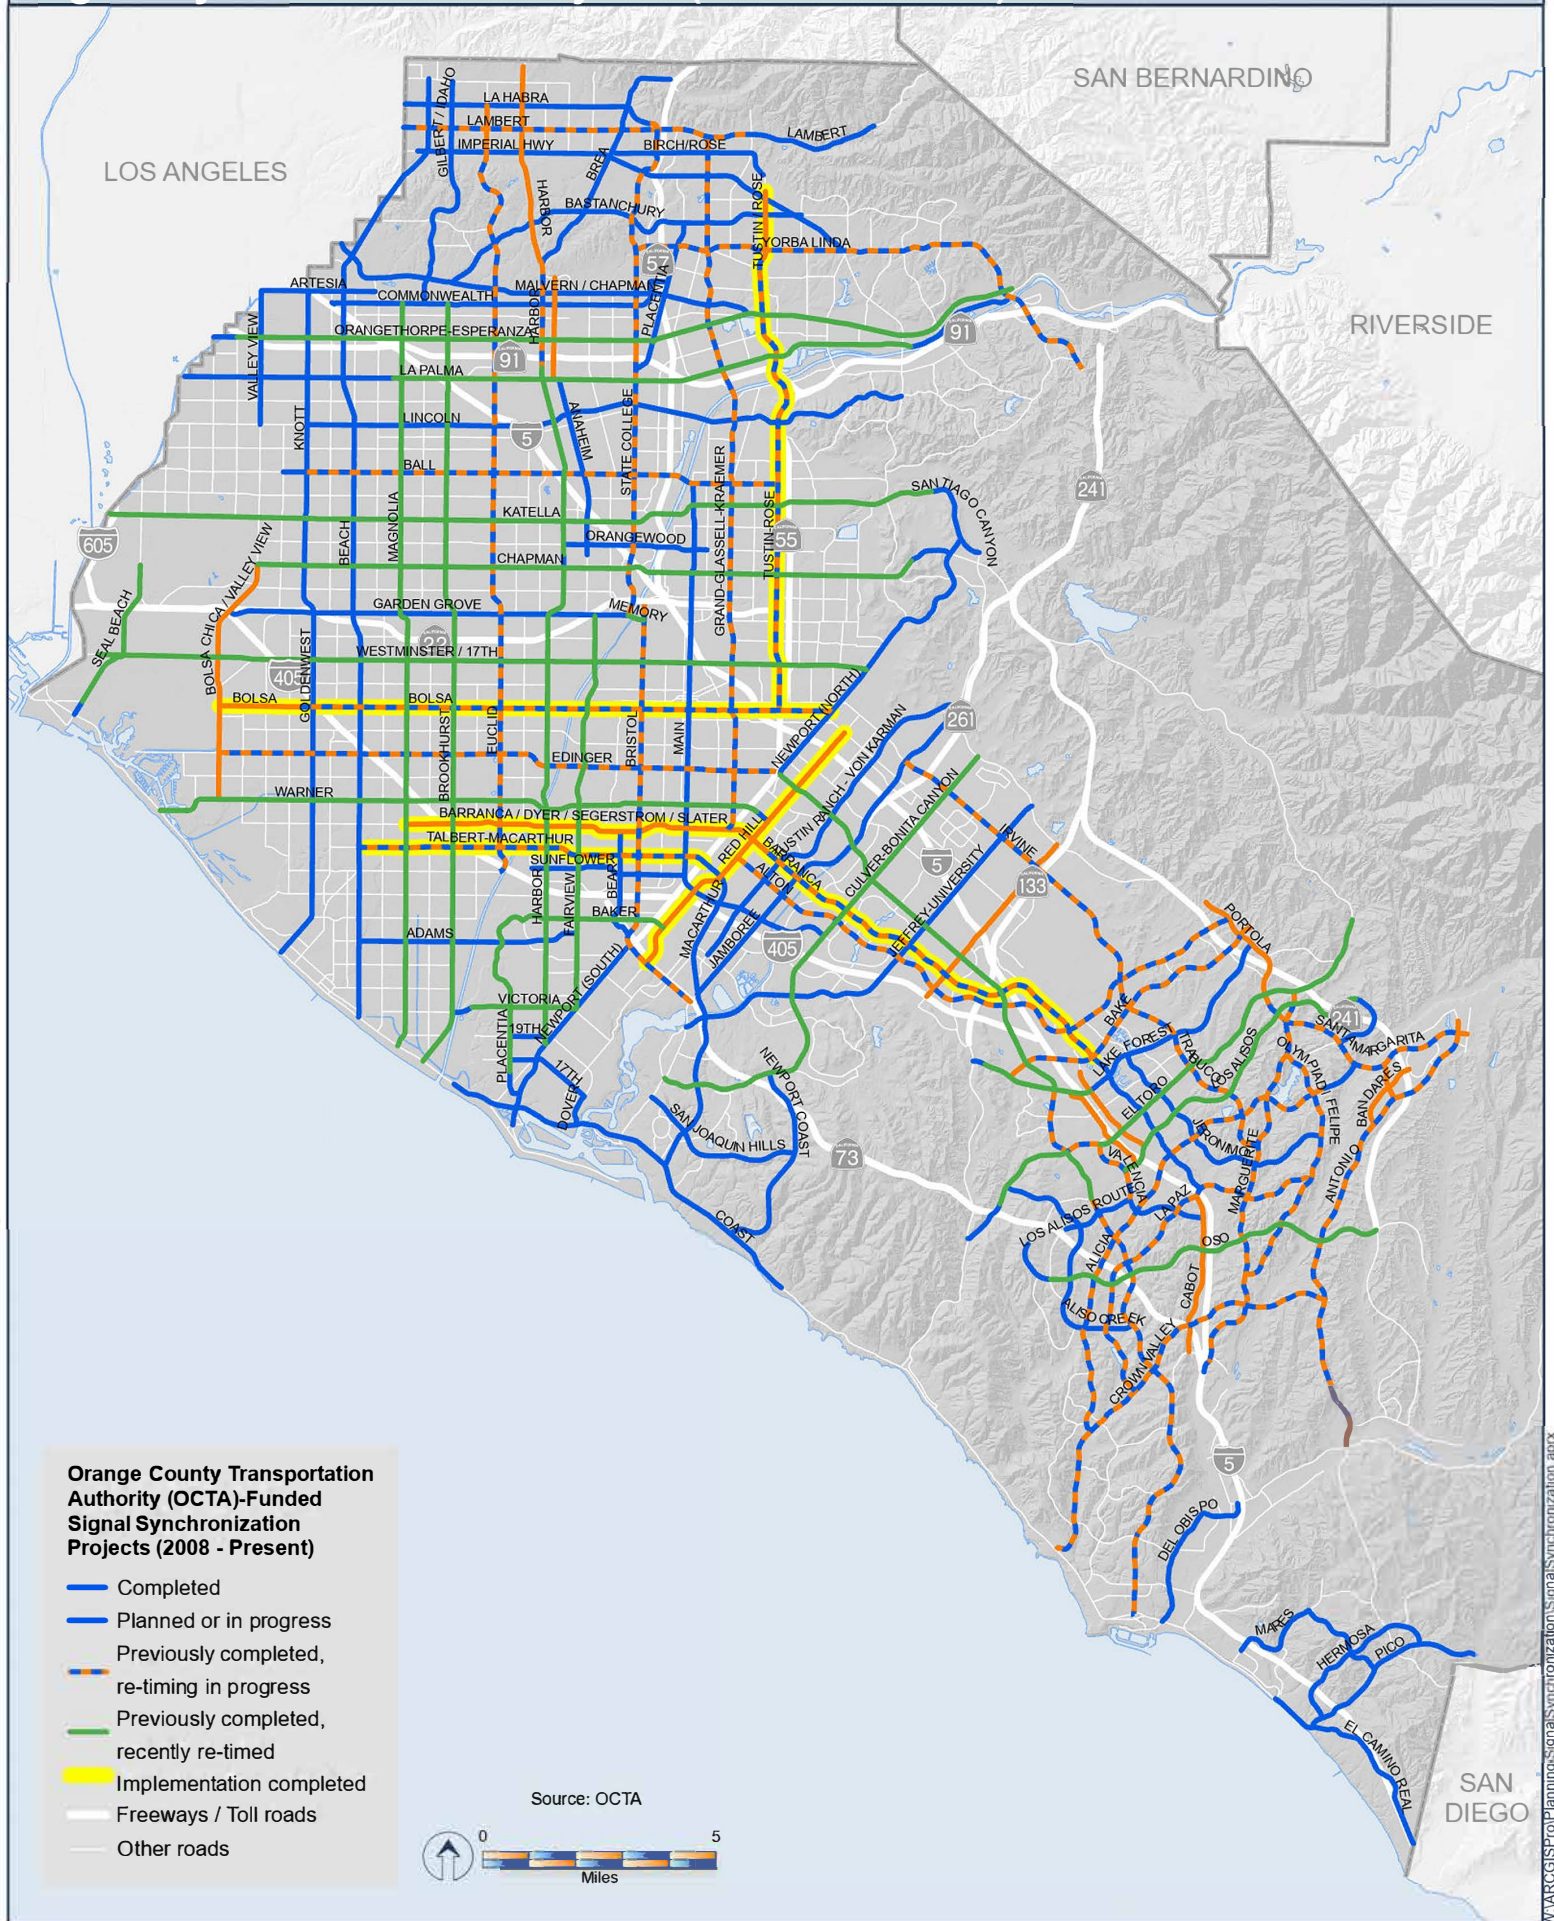 SAN BERNARDINO
LOS ANGELES
RIVERSIDE
GILBERT / IDAHO
LA HABRA
LAMBERT
LAMBERT
IMPERIAL HWY
BIRCH/ROSE
BREA
HARBOR
BASTANCHURY
TUSTIN / ROSE
YORBA LINDA
57
ARTESIA
COMMONWEALTH
MALVERN / CHAPMAN
PLACENTIA
HARBOR
ORANGETHORPE-ESPERANZA
VALLEY VIEW
91
91
LA PALMA
KNOTT
LINCOLN
5
ANAHEIM
STATE COLLEGE
BALL
GRAND-GLASSELL-KRAEMER
TUSTIN-ROSE
SANTIAGO CANYON
241
MAGNOLIA
BEACH
KATELLA
605
ORANGEWOOD
55
CHAPMAN
BOLSA CHICA / VALLEY VIEW
SEAL BEACH
GARDEN GROVE
MEMORY
22
WESTMINSTER / 17TH
405
GOLDENWEST
BOLSA
BOLSA
BROOKHURST
EUCLID
BRISTOL
MAIN
NEWPORT (NORTH)
261
EDINGER
TUSTIN RANCH - VON KARMAN
WARNER
BARRANCA / DYER / SEGERSTROM / SLATER
TALBERT-MACARTHUR
SUNFLOWER
RED HILL
BARRANCA
ALTON
CULVER-BONITA CANYON
5
IRVINE
133
JEFFREY-UNIVERSITY
HARBOR
FAIRVIEW
BEAR
BAKER
MACARTHUR
JAMBOREE
405
ADAMS
PORTOLA
VICTORIA
19TH
NEWPORT (SOUTH)
PLACENTIA
17TH
DOVER
BAKE
LAKE FOREST
TRABUCO
LOS ALISOS
OLYMPIAD
FELIPE
SANTA MARGARITA
241
BANDARES
EL TORO
JERONIMO
NEWPORT COAST
SAN JOAQUIN HILLS
73
VALENCIA
MARGUERITE
ANTONIO
LOS ALISOS ROUTE
LA PAZ
COAST
ALICIA
OSO
CABOT
ALISO CREEK
CROWN VALLEY
5
DEL OBISPO
MARES
HERMOSA
PICO
EL CAMINO REAL
SAN
DIEGO
Orange County Transportation
Authority (OCTA)-Funded
Signal Synchronization
Projects (2008 - Present)
Completed
Planned or in progress
Previously completed,
re-timing in progress
Previously completed,
recently re-timed
Implementation completed
Freeways / Toll roads
Other roads
Source: OCTA
0 5
Miles